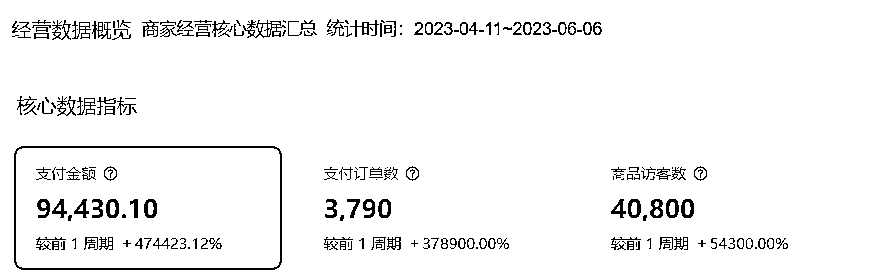 经营数据概览 商家经营核心数据汇总 统计时间：2023-04-11~2023-06-06
核心数据指标
支付金额 支付订单数 商品访客数
94,430.10 3,790 40,800
较前 1 周期 +474423.12% 较前 1 周期 +378900.00% 较前 1 周期 +54300.00%